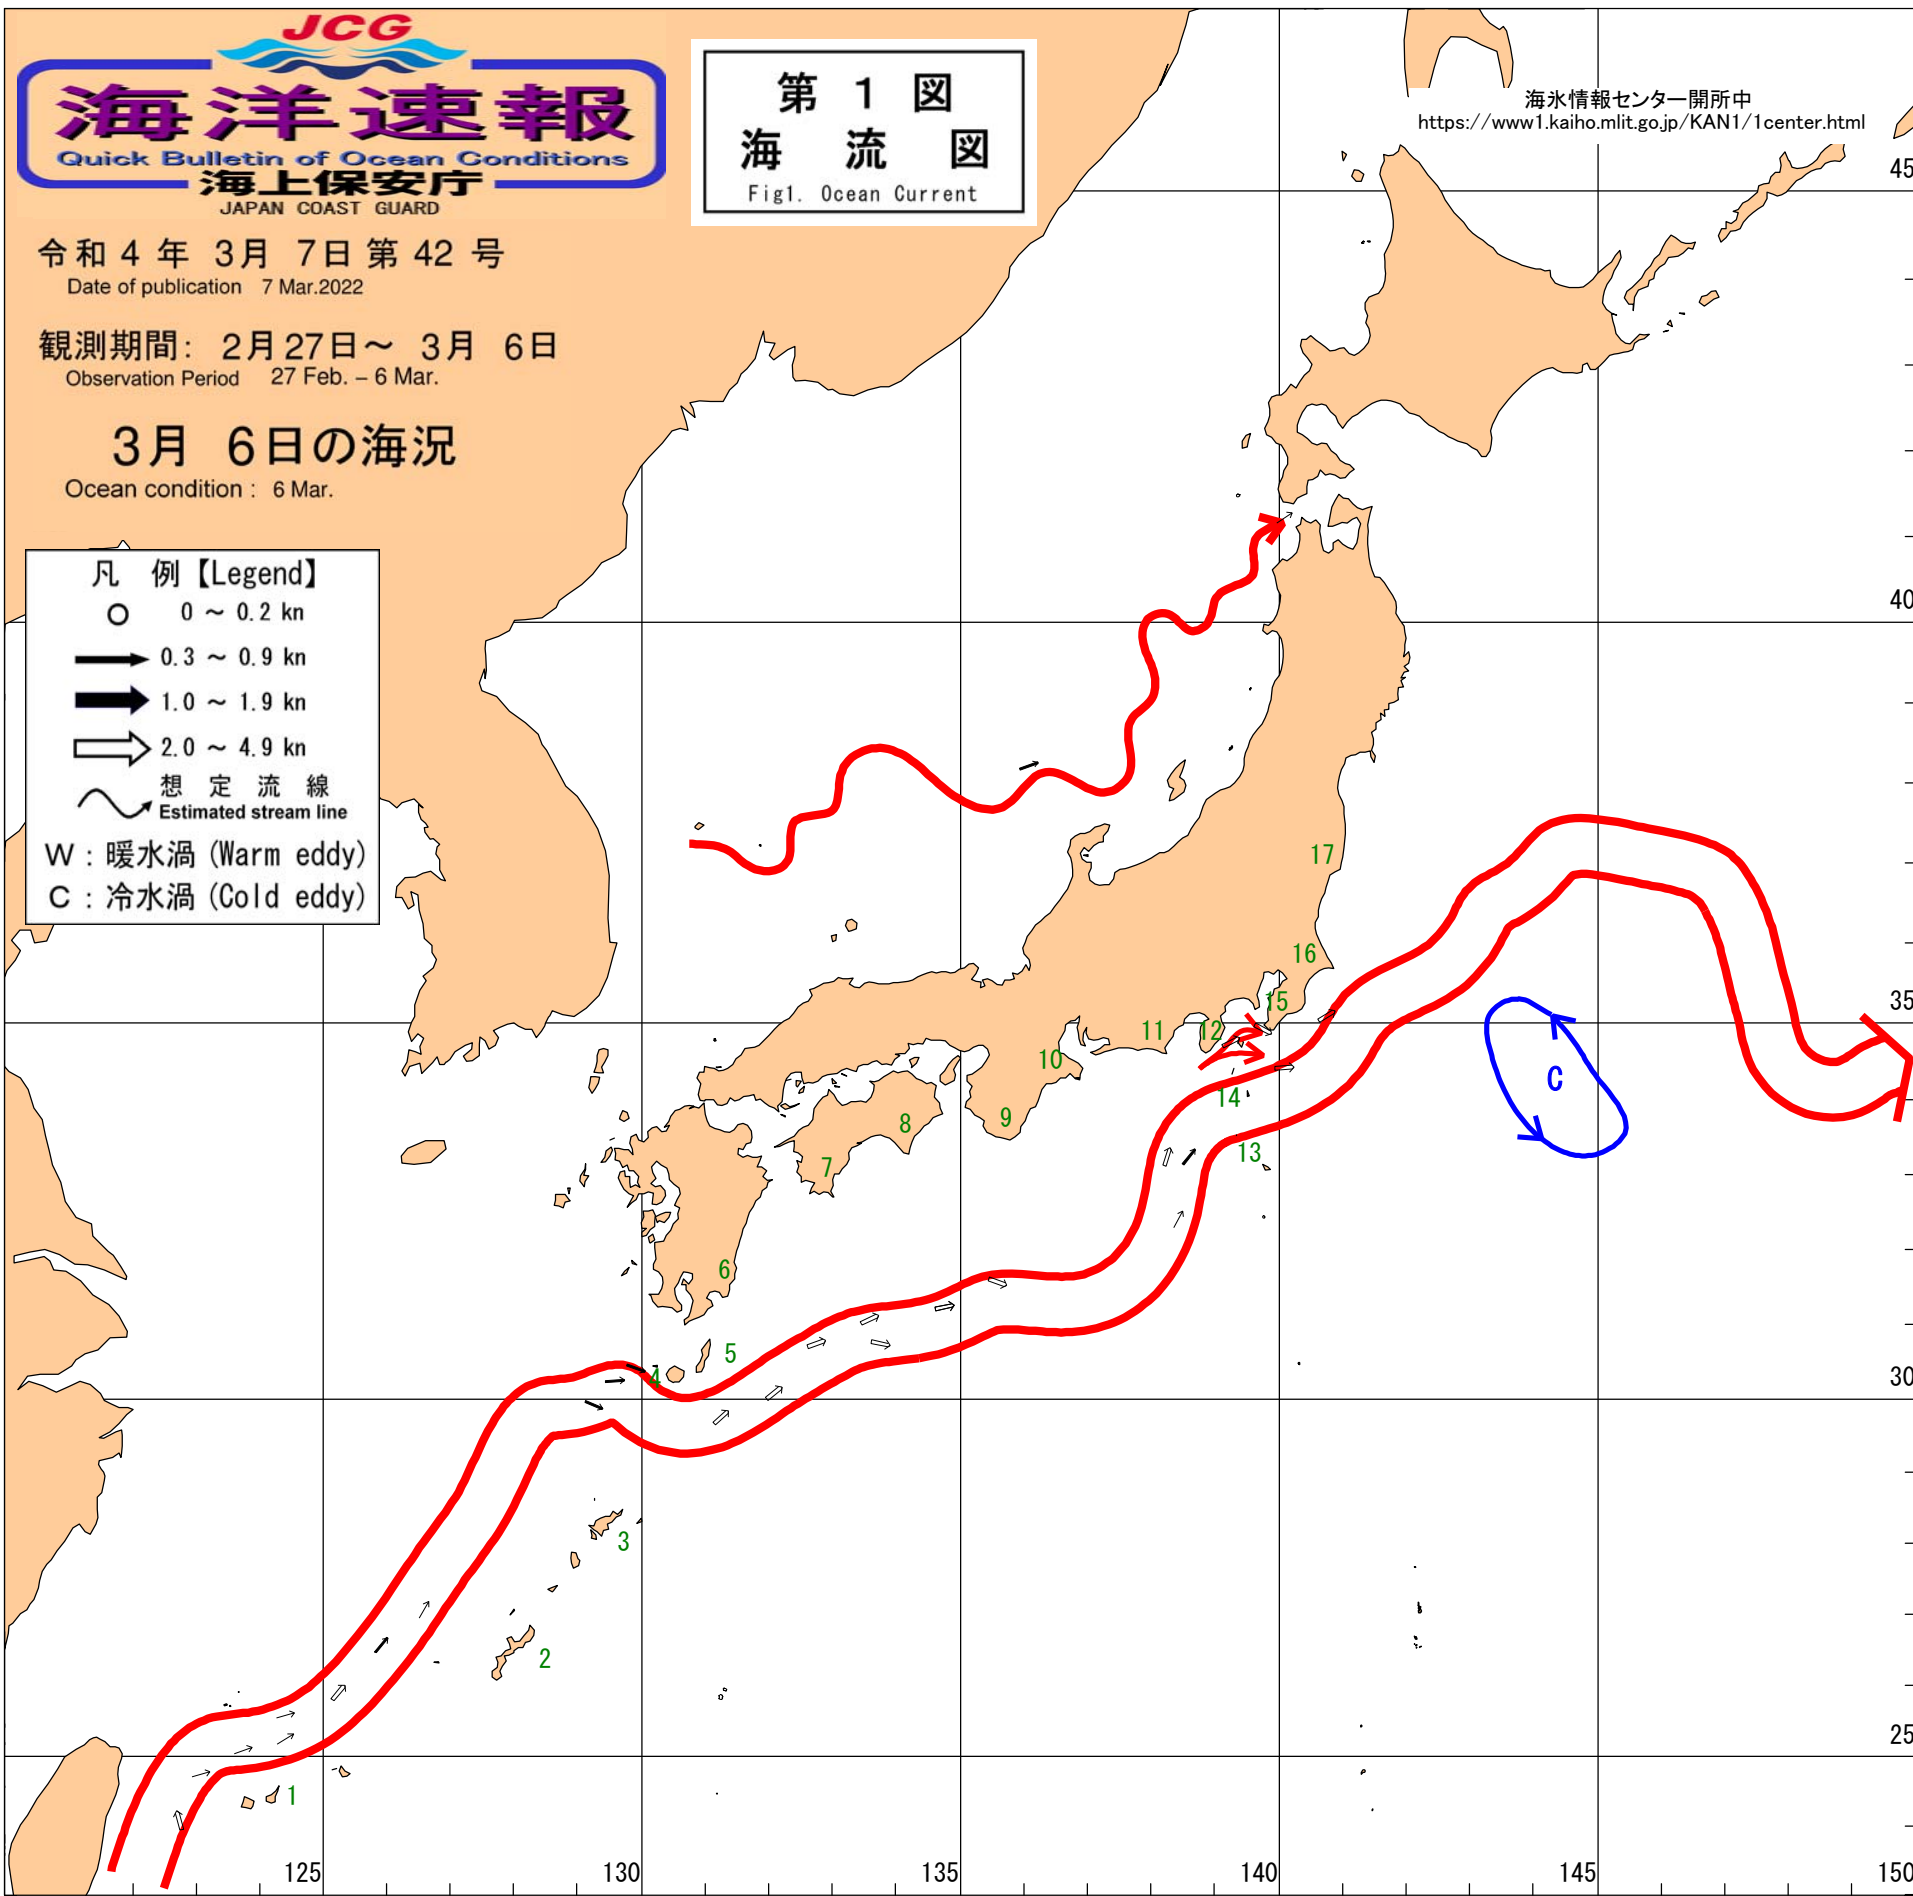 JCG
海洋速報
Quick Bulletin of Ocean Conditions
海上保安庁
JAPAN COAST GUARD
第 1 図
海 流 図
Fig1. Ocean Current
海氷情報センター開所中
https://www1.kaiho.mlit.go.jp/KAN1/1center.html
令和 4 年 3月 7日 第 42 号
Date of publication 7 Mar.2022
観測期間: 2月27日～ 3月 6日
Observation Period 27 Feb. – 6 Mar.
3月 6日の海況
Ocean condition : 6 Mar.
凡 例【Legend】
0 ～ 0.2 kn
0.3 ～ 0.9 kn
1.0 ～ 1.9 kn
2.0 ～ 4.9 kn
想 定 流 線
Estimated stream line
W : 暖水渦 (Warm eddy)
C : 冷水渦 (Cold eddy)
45
40
17
16
35
15
12
11
10
C
14
9
8
13
7
6
5
4
30
3
2
25
1
125
130
135
140
145
150